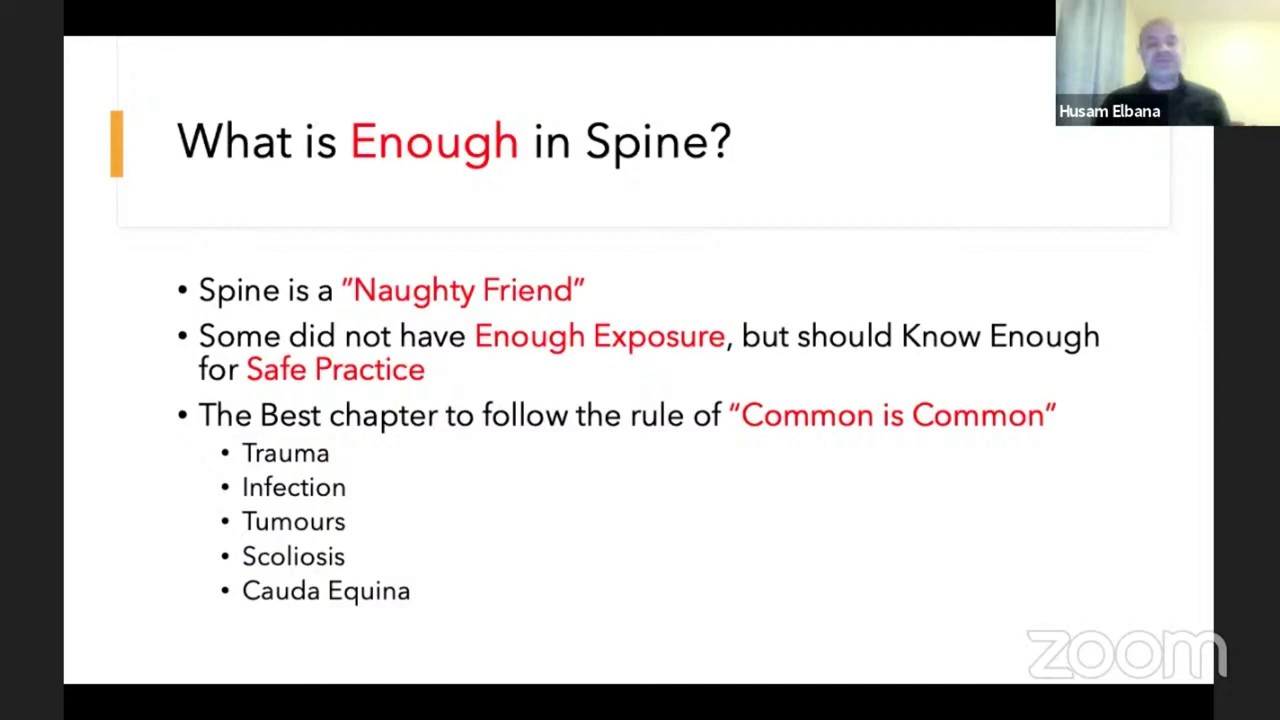 Husam Elbana
What is Enough in Spine?
• Spine is a ”Naughty Friend”
• Some did not have Enough Exposure, but should Know Enough
for Safe Practice
• The Best chapter to follow the rule of “Common is Common”
• Trauma
• Infection
• Tumours
• Scoliosis
• Cauda Equina
zoom